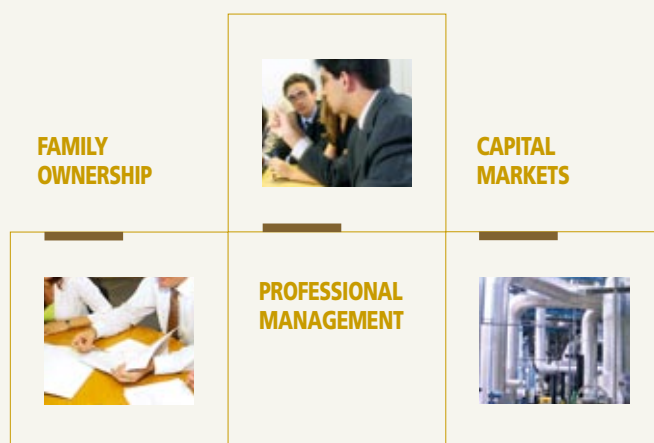 FAMILY
OWNERSHIP
CAPITAL
MARKETS
PROFESSIONAL
MANAGEMENT